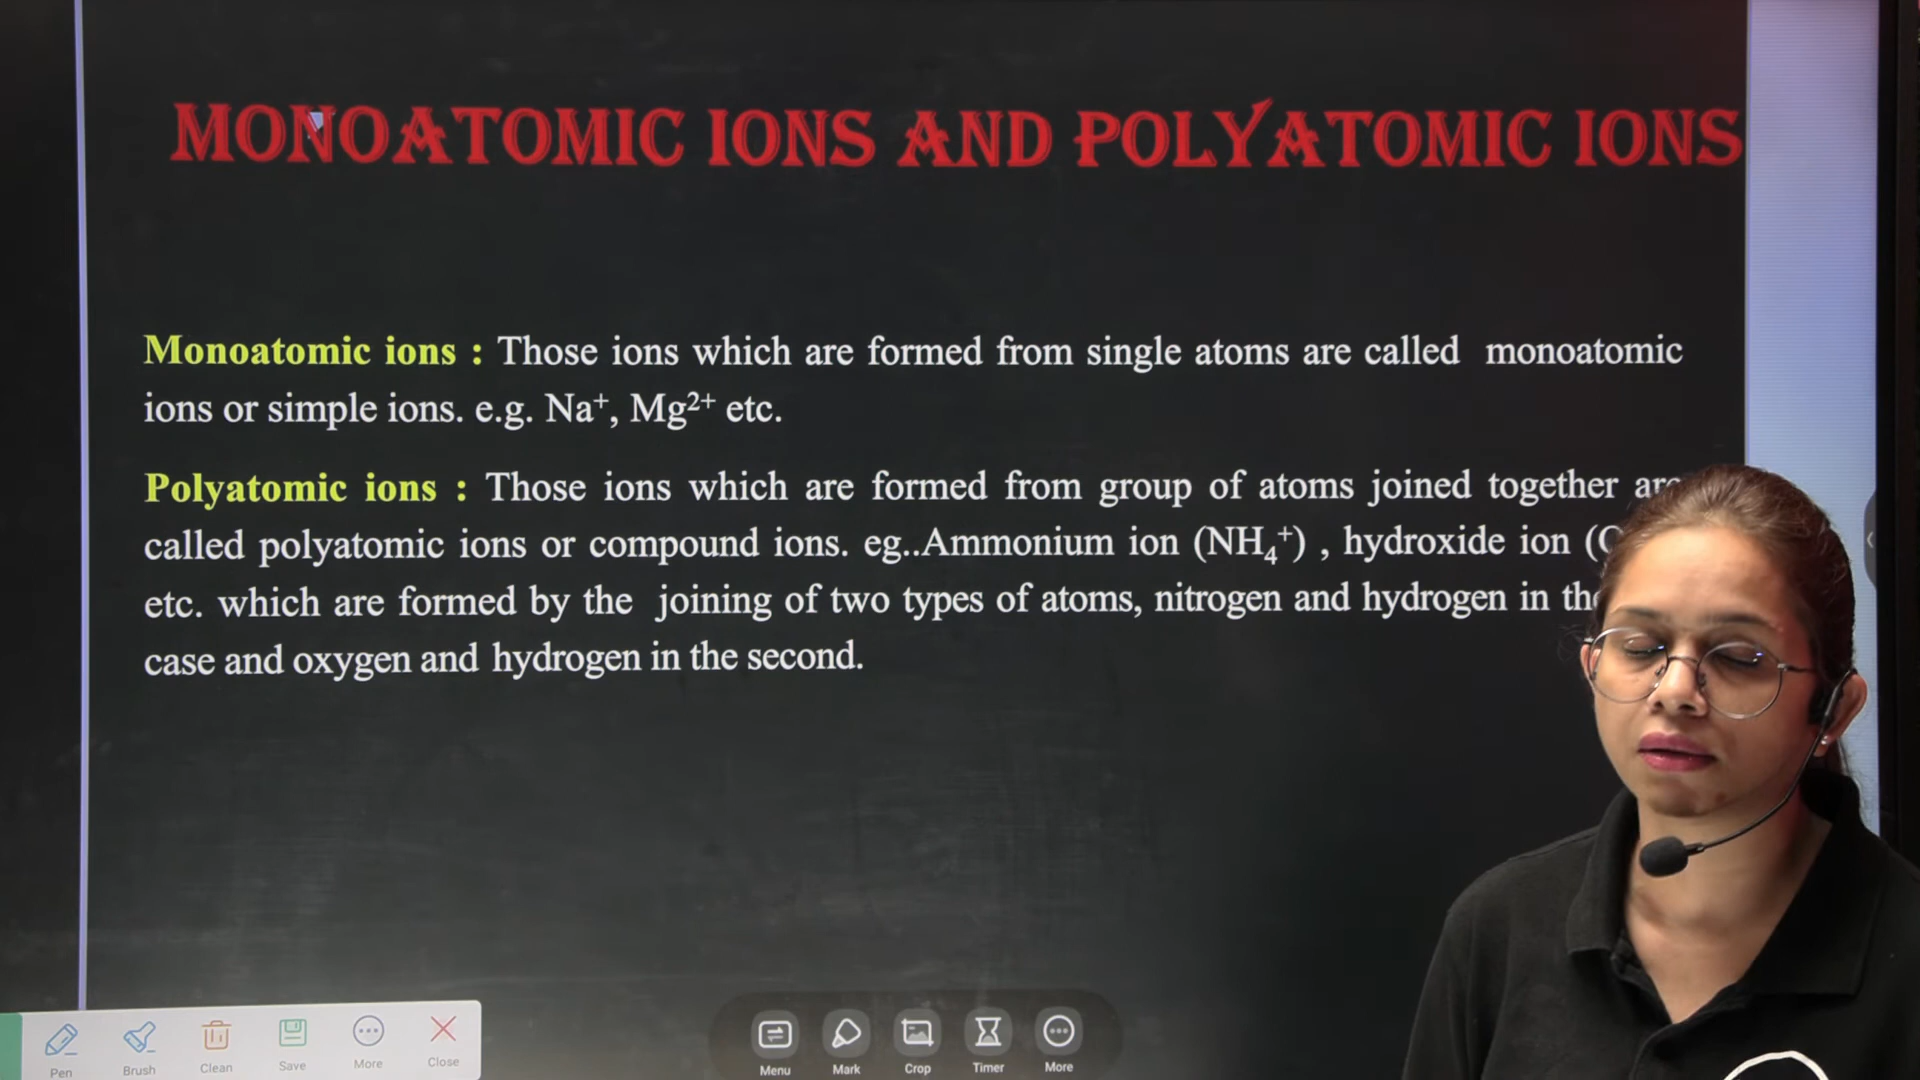 MONOATOMIC IONS AND POLYATOMIC IONS
Monoatomic ions : Those ions which are formed from single atoms are called monoatomic
ions or simple ions. e.g. Na⁺, Mg²⁺ etc.
Polyatomic ions : Those ions which are formed from group of atoms joined together are
called polyatomic ions or compound ions. eg..Ammonium ion (NH₄⁺) , hydroxide ion (
etc. which are formed by the joining of two types of atoms, nitrogen and hydrogen in the
case and oxygen and hydrogen in the second.
Pen Brush Clean Save More Close
Menu Mark Crop Timer More